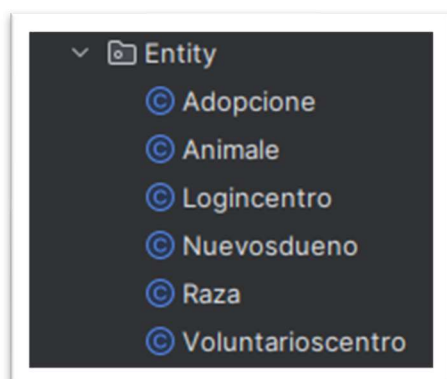 Entity
Adopcione
Animale
Logincentro
Nuevosdueno
Raza
Voluntarioscentro